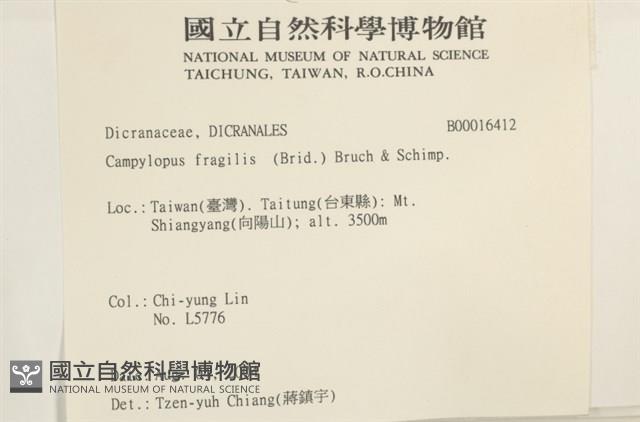 國立自然科學博物館
NATIONAL MUSEUM OF NATURAL SCIENCE
TAICHUNG, TAIWAN, R.O.CHINA
Dicranaceae, DICRANALES B00016412
Campylopus fragilis (Brid.) Bruch & Schimp.
Loc.: Taiwan(臺灣). Taitung(台東縣): Mt.
Shiangyang(向陽山); alt. 3500m
Col.: Chi-yung Lin
No. L5776
國立自然科學博物館
NATIONAL MUSEUM OF NATURAL SCIENCE
Det.: Tzen-yuh Chiang(蔣鎮宇)